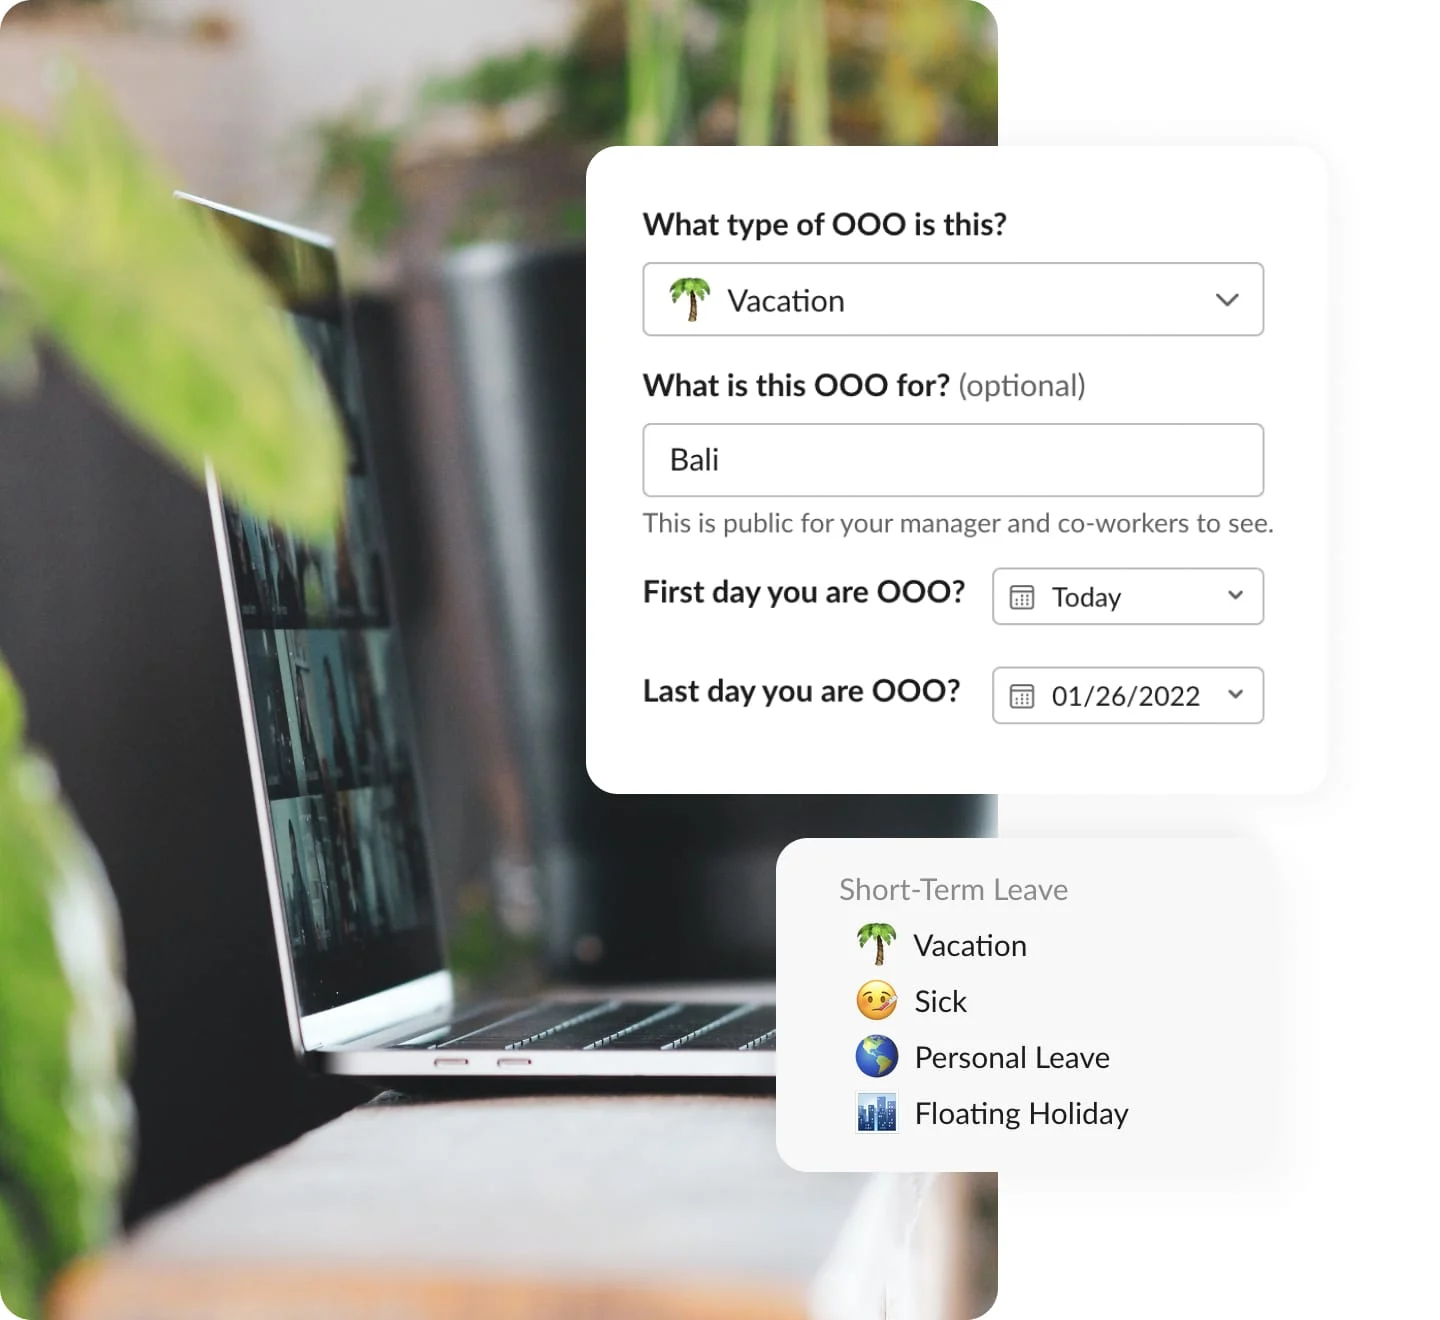 What type of OOO is this?
Vacation
What is this OOO for? (optional)
Bali
This is public for your manager and co-workers to see.
First day you are OOO?
Today
Last day you are OOO?
01/26/2022
Short-Term Leave
Vacation
Sick
Personal Leave
Floating Holiday